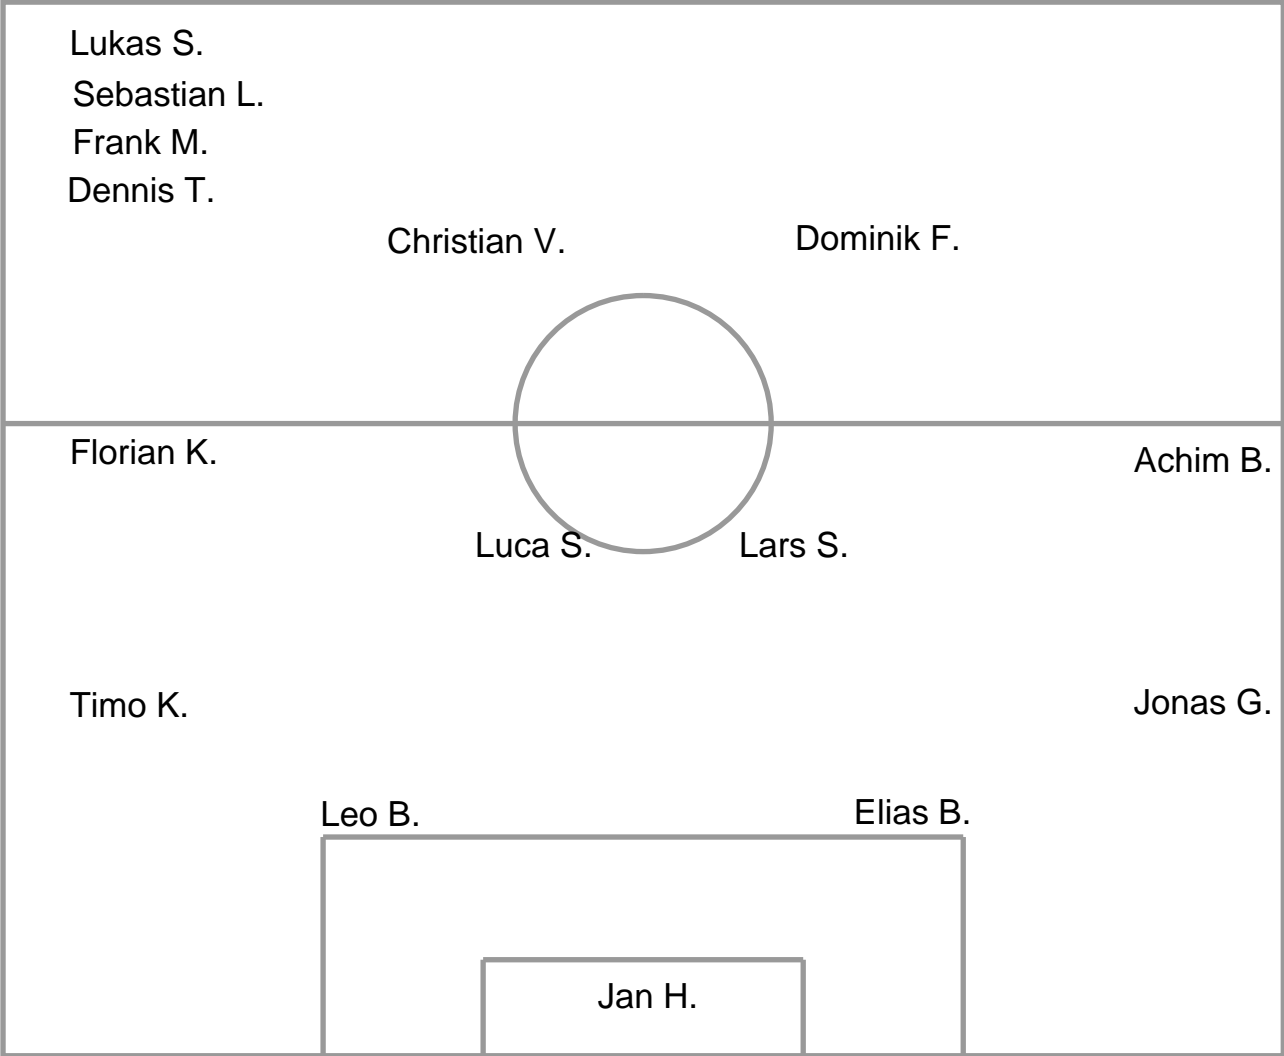 Lukas S.
Sebastian L.
Frank M.
Dennis T.
Christian V.
Dominik F.
Florian K.
Achim B.
Luca S.
Lars S.
Timo K.
Jonas G.
Leo B.
Elias B.
Jan H.